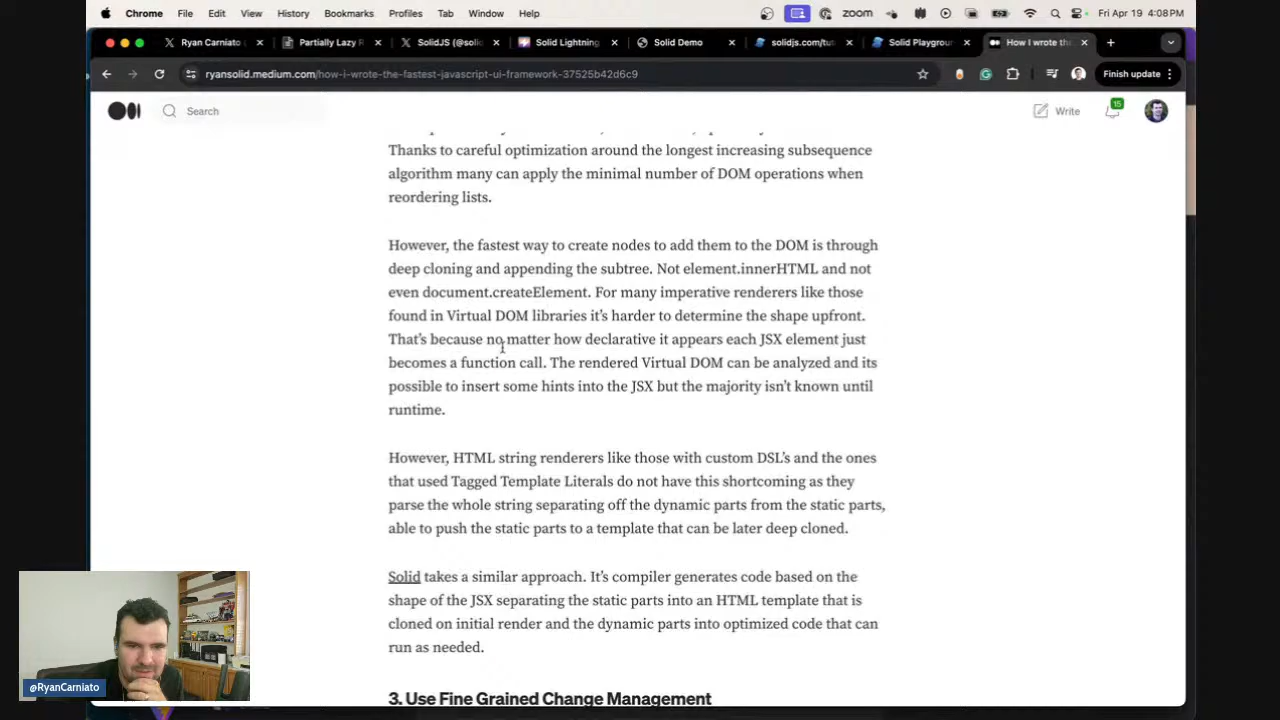 Chrome File Edit View History Bookmarks Profiles Tab Window Help zoom Fri Apr 19 4:08 PM
Ryan Carniato Partially Lazy R SolidJS (@solid Solid Lightning Solid Demo solidjs.com/tut Solid Playgroun How I wrote the
ryansolid.medium.com/how-i-wrote-the-fastest-javascript-ui-framework-37525b42d6c9 Finish update
Search Write 15
Thanks to careful optimization around the longest increasing subsequence
algorithm many can apply the minimal number of DOM operations when
reordering lists.
However, the fastest way to create nodes to add them to the DOM is through
deep cloning and appending the subtree. Not element.innerHTML and not
even document.createElement. For many imperative renderers like those
found in Virtual DOM libraries it’s harder to determine the shape upfront.
That’s because no matter how declarative it appears each JSX element just
becomes a function call. The rendered Virtual DOM can be analyzed and its
possible to insert some hints into the JSX but the majority isn’t known until
runtime.
However, HTML string renderers like those with custom DSL’s and the ones
that used Tagged Template Literals do not have this shortcoming as they
parse the whole string separating off the dynamic parts from the static parts,
able to push the static parts to a template that can be later deep cloned.
Solid takes a similar approach. It’s compiler generates code based on the
shape of the JSX separating the static parts into an HTML template that is
cloned on initial render and the dynamic parts into optimized code that can
run as needed.
3. Use Fine Grained Change Management
@RyanCarniato